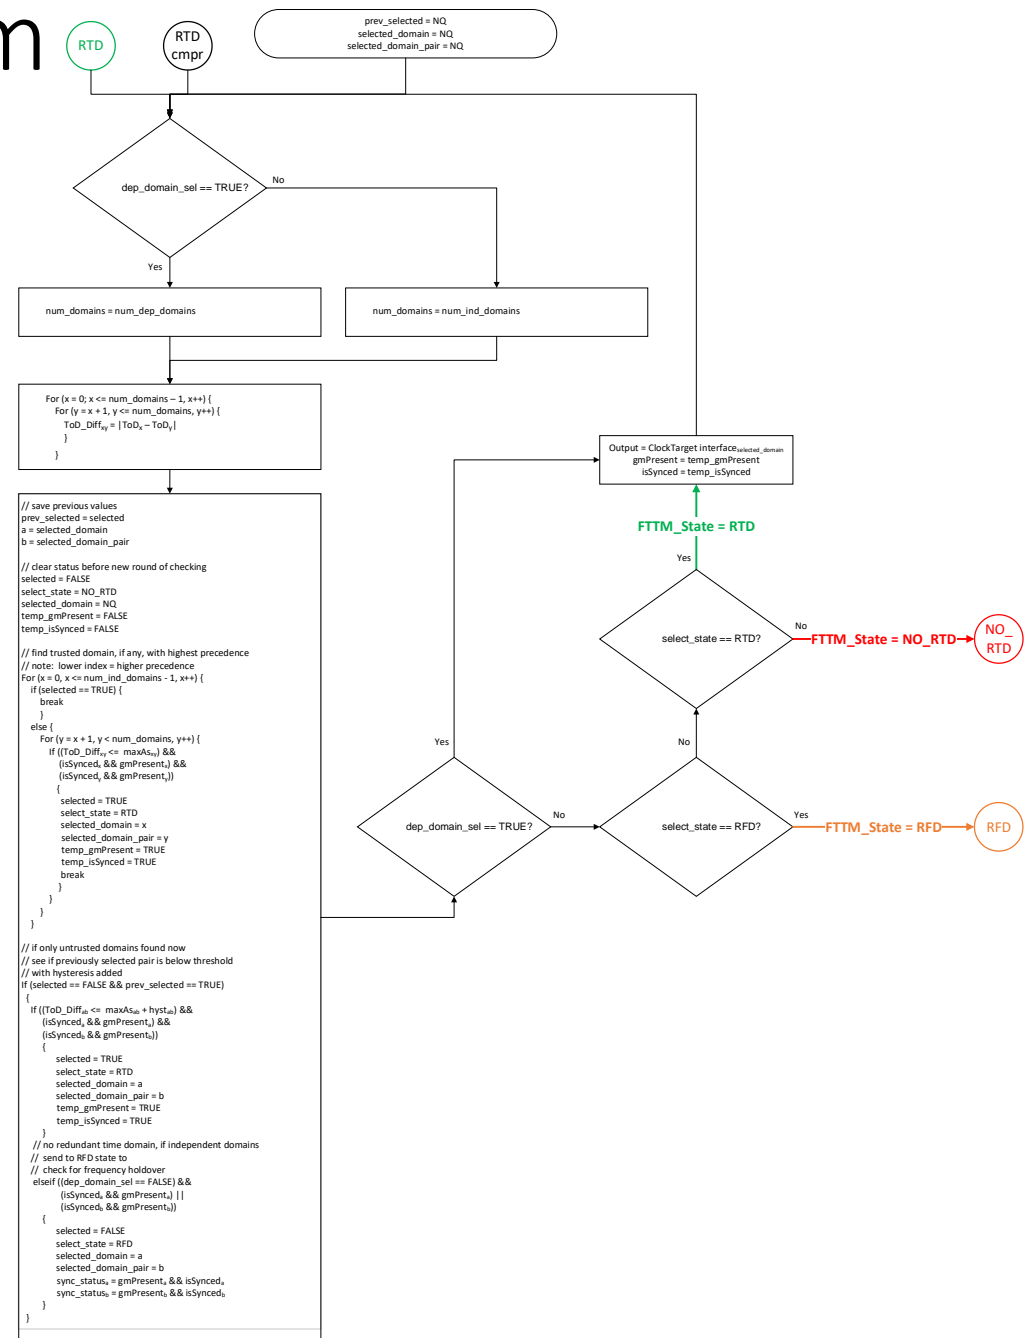 m
RTD
RTD
cmpr
prev_selected = NQ
selected_domain = NQ
selected_domain_pair = NQ
dep_domain_sel == TRUE?
No
Yes
num_domains = num_dep_domains
num_domains = num_ind_domains
For (x = 0; x <= num_domains – 1, x++) {
For (y = x + 1, y <= num_domains, y++) {
ToD_Diffxy = |ToDx – ToDy|
}
}
// save previous values
prev_selected = selected
a = selected_domain
b = selected_domain_pair
// clear status before new round of checking
selected = FALSE
select_state = NO_RTD
selected_domain = NQ
temp_gmPresent = FALSE
temp_isSynced = FALSE
// find trusted domain, if any, with highest precedence
// note:  lower index = higher precedence
For (x = 0, x <= num_ind_domains - 1, x++) {
if (selected == TRUE) {
break
}
else {
For (y = x + 1, y < num_domains, y++) {
If ((ToD_Diffxy <=  maxAsxy) &&
(isSyncedx && gmPresentx) &&
(isSyncedy && gmPresenty))
{
selected = TRUE
select_state = RTD
selected_domain = x
selected_domain_pair = y
temp_gmPresent = TRUE
temp_isSynced = TRUE
break
}
}
}
}
// if only untrusted domains found now
// see if previously selected pair is below threshold
// with hysteresis added
If (selected == FALSE && prev_selected == TRUE)
{
If ((ToD_Diffab <=  maxAsab + hystab) &&
(isSynceda && gmPresenta) &&
(isSyncedb && gmPresentb))
{
selected = TRUE
select_state = RTD
selected_domain = a
selected_domain_pair = b
temp_gmPresent = TRUE
temp_isSynced = TRUE
}
// no redundant time domain, if independent domains
//  send to RFD state to
//  check for frequency holdover
elseif ((dep_domain_sel == FALSE) &&
(isSynceda && gmPresenta) ||
(isSyncedb && gmPresentb))
{
selected = FALSE
select_state = RFD
selected_domain = a
selected_domain_pair = b
sync_statusa = gmPresenta && isSynceda
sync_statusb = gmPresentb && isSyncedb
}
}
Output = ClockTarget interfaceselected_domain
gmPresent = temp_gmPresent
isSynced = temp_isSynced
FTTM_State = RTD
Yes
select_state == RTD?
No
FTTM_State = NO_RTD
NO_
RTD
Yes
No
dep_domain_sel == TRUE?
No
select_state == RFD?
Yes
FTTM_State = RFD
RFD